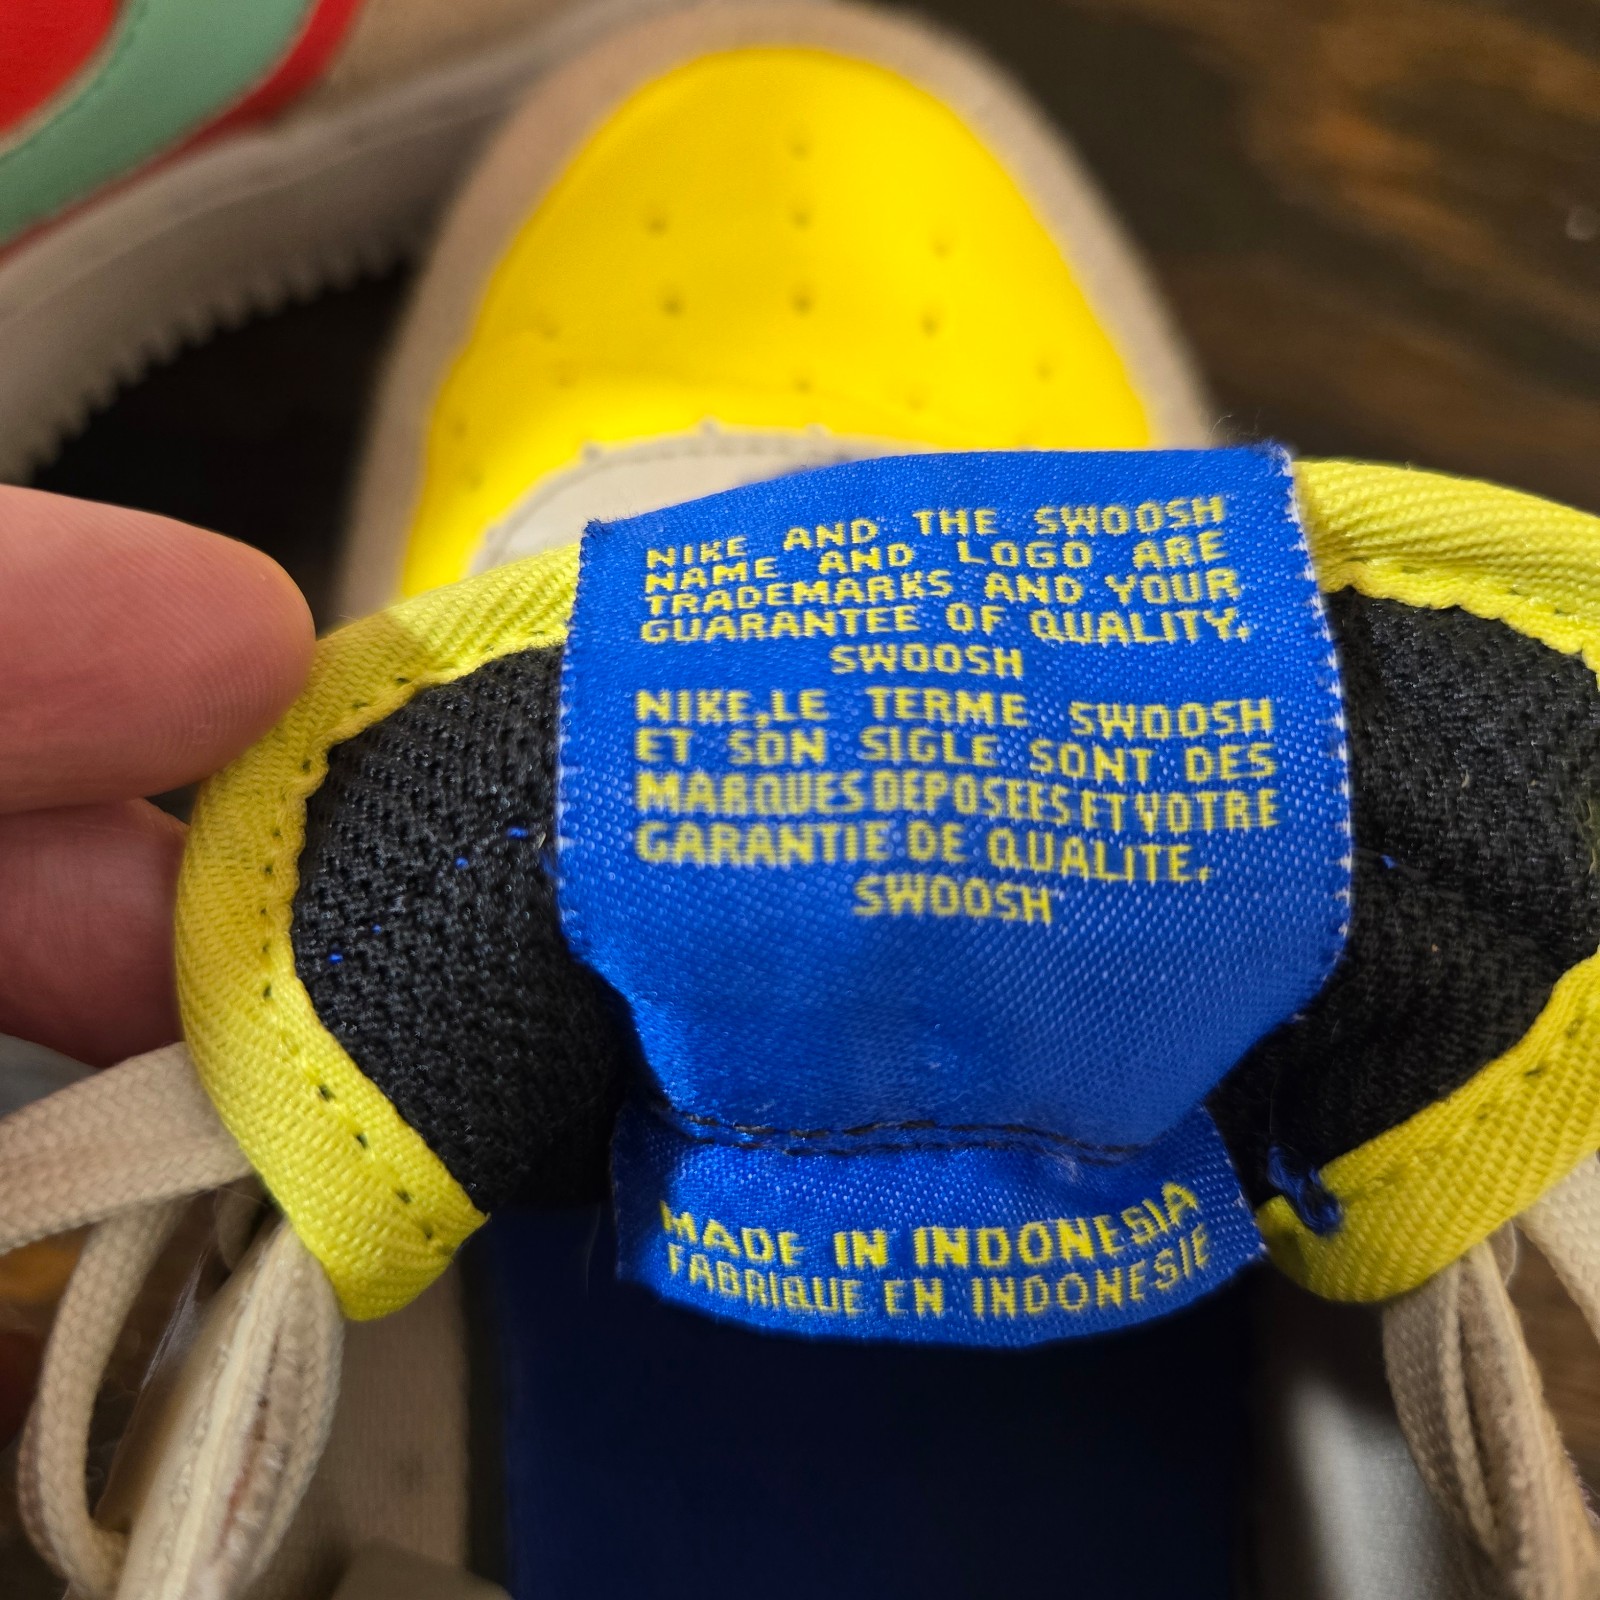 NIKE AND THE SWOOSH
NAME AND LOGO ARE
TRADEMARKS AND YOUR
GUARANTEE OF QUALITY.
SWOOSH
NIKE,LE TERME SWOOSH
ET SON SIGLE SONT DES
MARQUES DEPOSEES ET VOTRE
GARANTIE DE QUALITE.
SWOOSH
MADE IN INDONESIA
FABRIQUE EN INDONESIE